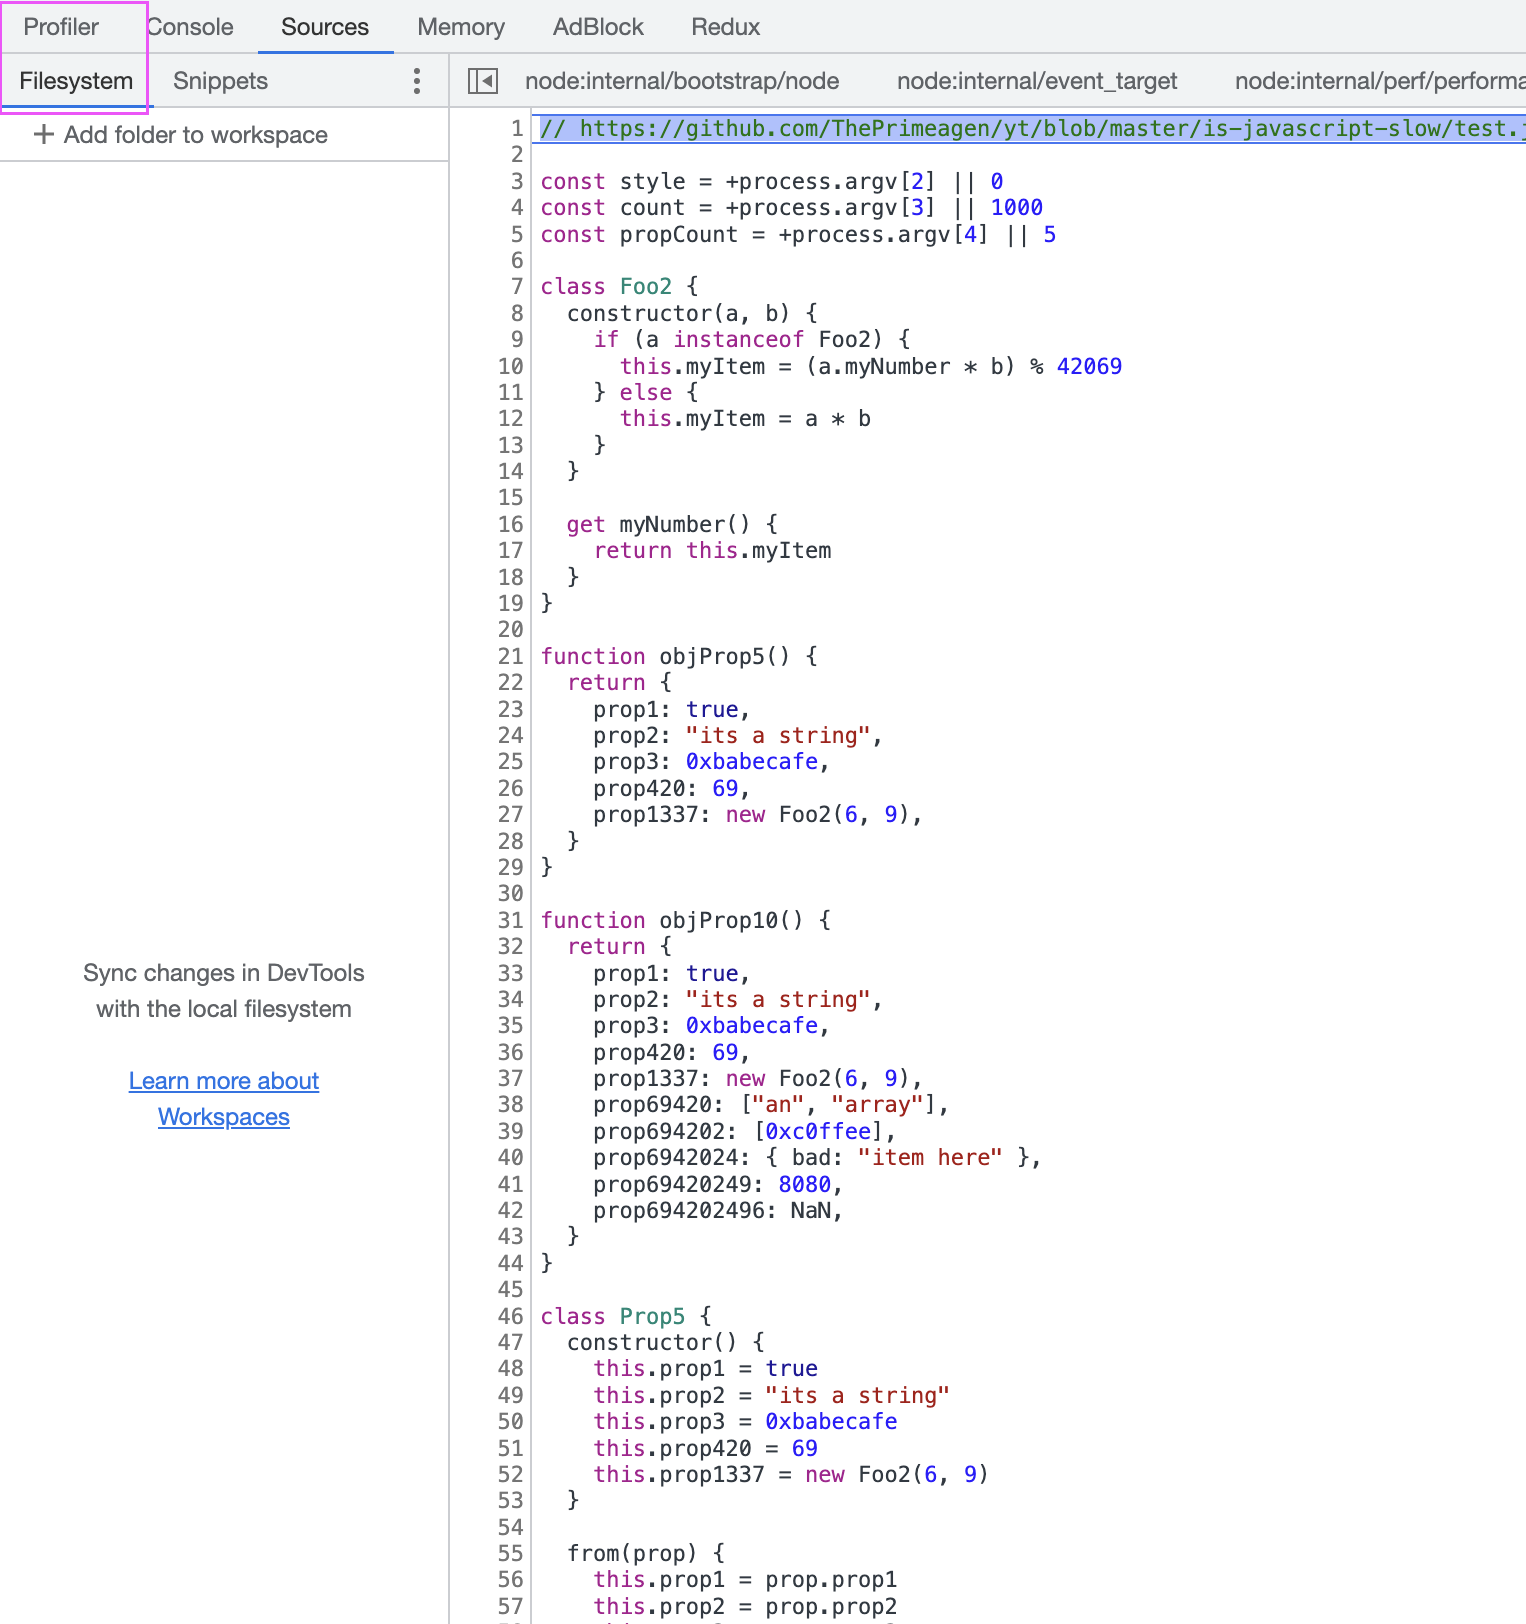 Profiler Console Sources Memory AdBlock Redux
Filesystem Snippets
node:internal/bootstrap/node node:internal/event_target node:internal/perf/performa
+ Add folder to workspace
Sync changes in DevTools
with the local filesystem
Learn more about
Workspaces
1 // https://github.com/ThePrimeagen/yt/blob/master/is-javascript-slow/test.j
2
3 const style = +process.argv[2] || 0
4 const count = +process.argv[3] || 1000
5 const propCount = +process.argv[4] || 5
6
7 class Foo2 {
8   constructor(a, b) {
9     if (a instanceof Foo2) {
10       this.myItem = (a.myNumber * b) % 42069
11     } else {
12       this.myItem = a * b
13     }
14   }
15
16   get myNumber() {
17     return this.myItem
18   }
19 }
20
21 function objProp5() {
22   return {
23     prop1: true,
24     prop2: "its a string",
25     prop3: 0xbabecafe,
26     prop420: 69,
27     prop1337: new Foo2(6, 9),
28   }
29 }
30
31 function objProp10() {
32   return {
33     prop1: true,
34     prop2: "its a string",
35     prop3: 0xbabecafe,
36     prop420: 69,
37     prop1337: new Foo2(6, 9),
38     prop69420: ["an", "array"],
39     prop694202: [0xc0ffee],
40     prop6942024: { bad: "item here" },
41     prop69420249: 8080,
42     prop694202496: NaN,
43   }
44 }
45
46 class Prop5 {
47   constructor() {
48     this.prop1 = true
49     this.prop2 = "its a string"
50     this.prop3 = 0xbabecafe
51     this.prop420 = 69
52     this.prop1337 = new Foo2(6, 9)
53   }
54
55   from(prop) {
56     this.prop1 = prop.prop1
57     this.prop2 = prop.prop2